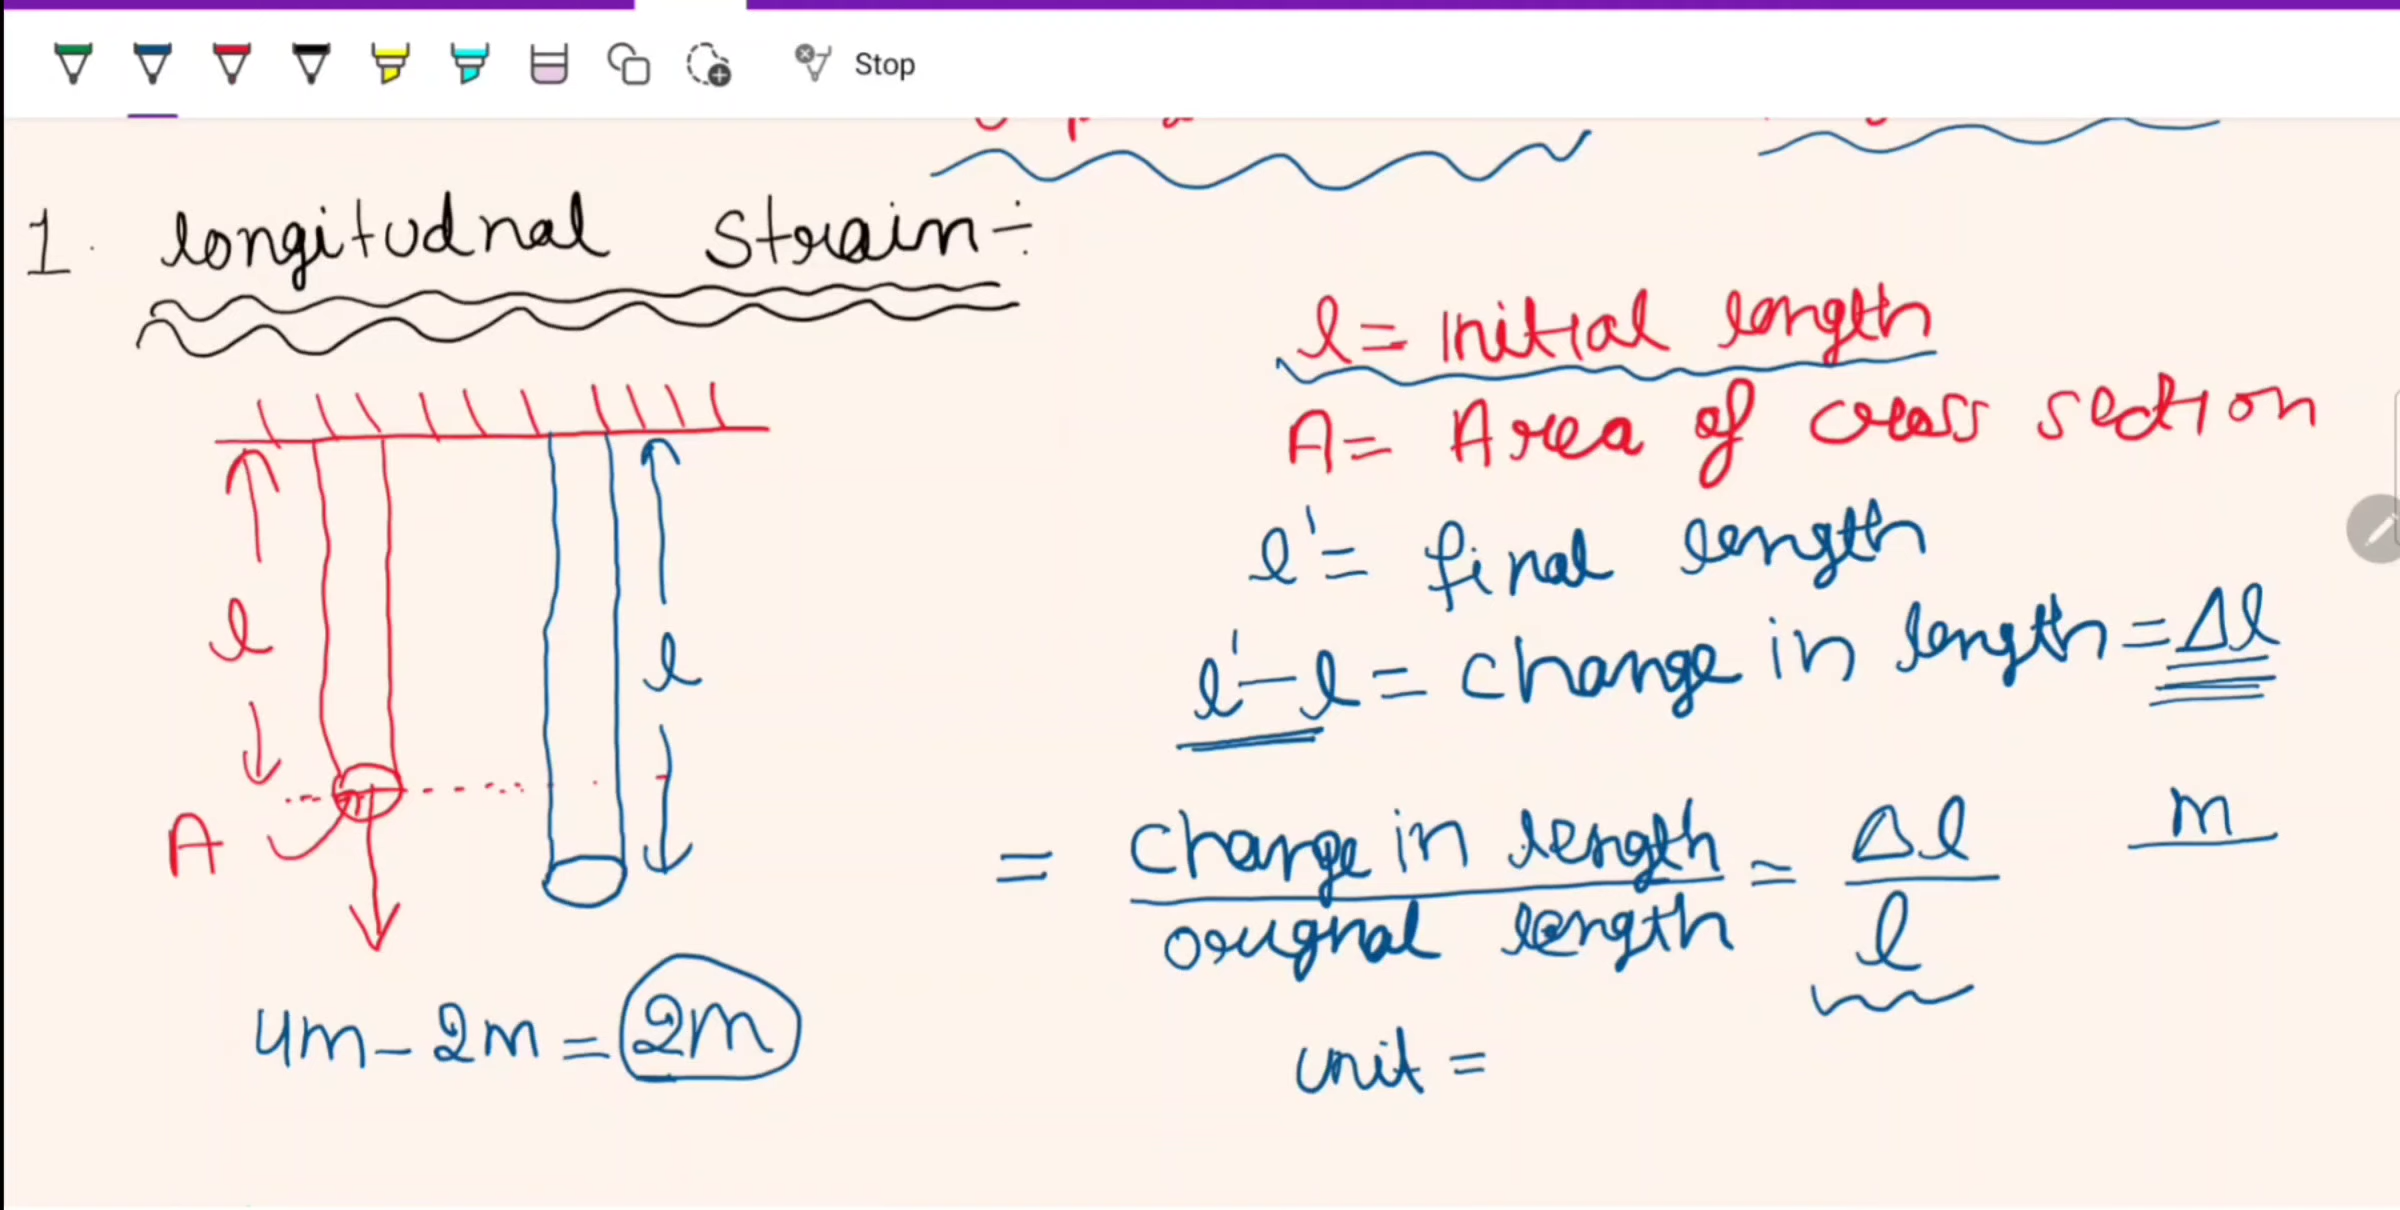 Stop
1. longitudnal Strain ÷
l = Initial length
A = Area of cross section
l' = final length
l' - l = change in length = Δl
l
l
A
= Change in length / orignal length = Δl / l
m
4m - 2m = 2m
unit =